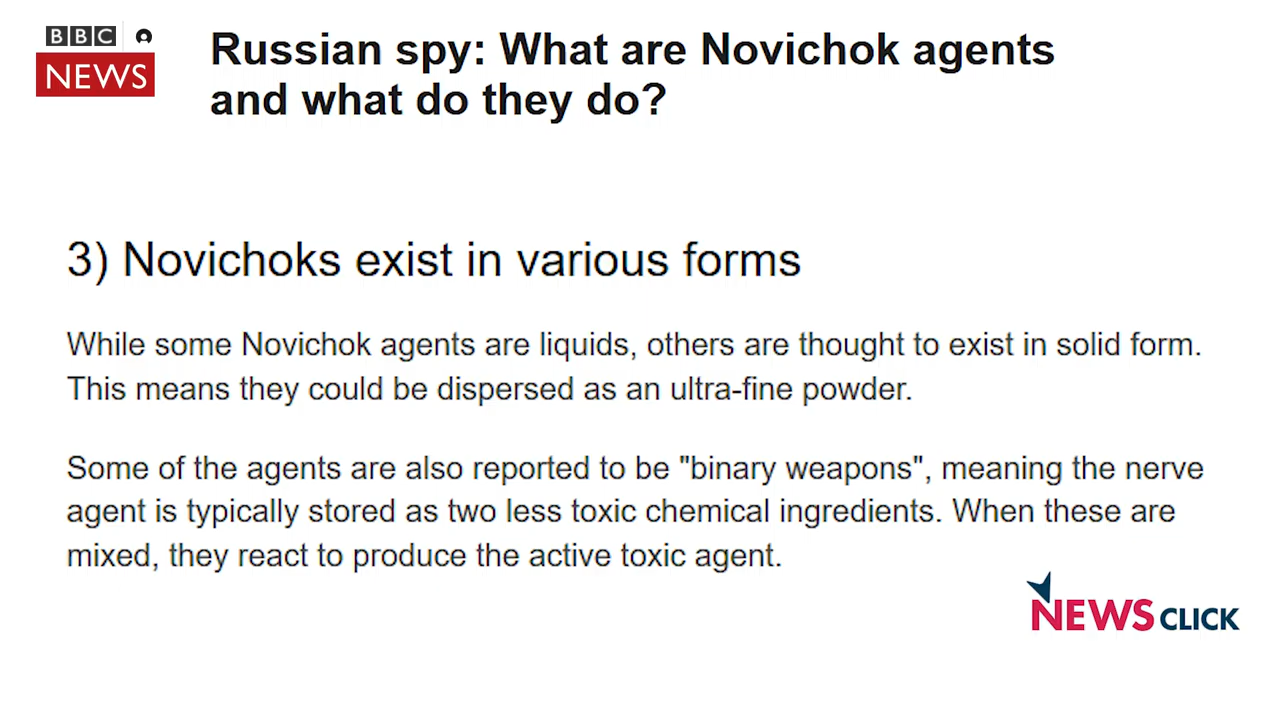 BBC
NEWS
Russian spy: What are Novichok agents
and what do they do?
3) Novichoks exist in various forms
While some Novichok agents are liquids, others are thought to exist in solid form.
This means they could be dispersed as an ultra-fine powder.
Some of the agents are also reported to be "binary weapons", meaning the nerve
agent is typically stored as two less toxic chemical ingredients. When these are
mixed, they react to produce the active toxic agent.
NEWSCLICK